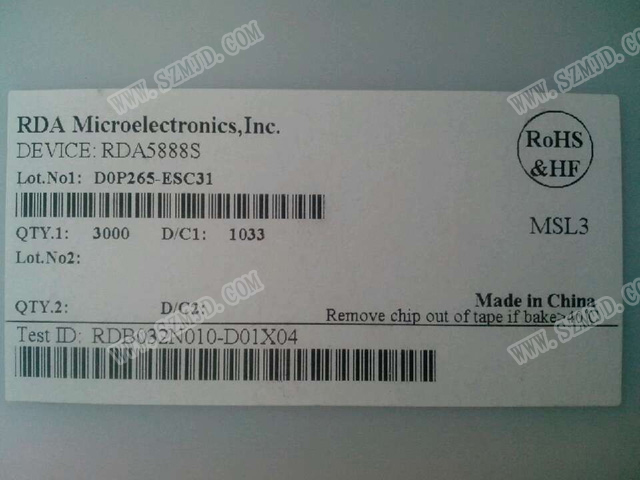 RDA Microelectronics,Inc.
DEVICE: RDA5888S
Lot.No1: D0P265-ESC31
RoHS
&HF
QTY.1: 3000 D/C1: 1033
MSL3
Lot.No2:
QTY.2: D/C2:
Made in China
Remove chip out of tape if bake>40℃
Test ID: RDB032N010-D01X04
WWW.SZMJD.COM
WWW.SZMJD.COM
WWW.SZMJD.COM
WWW.SZMJD.COM